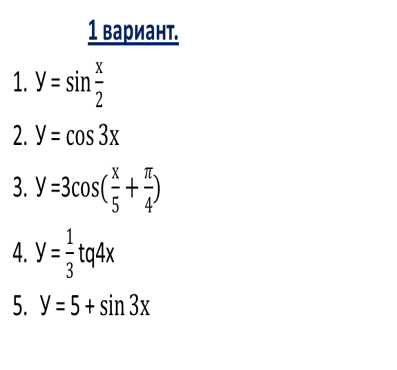 1 вариант.
1. У = sin x/2
2. У = cos 3x
3. У =3cos(x/5 + π/4)
4. У = 1/3 tq4x
5. У = 5 + sin 3x